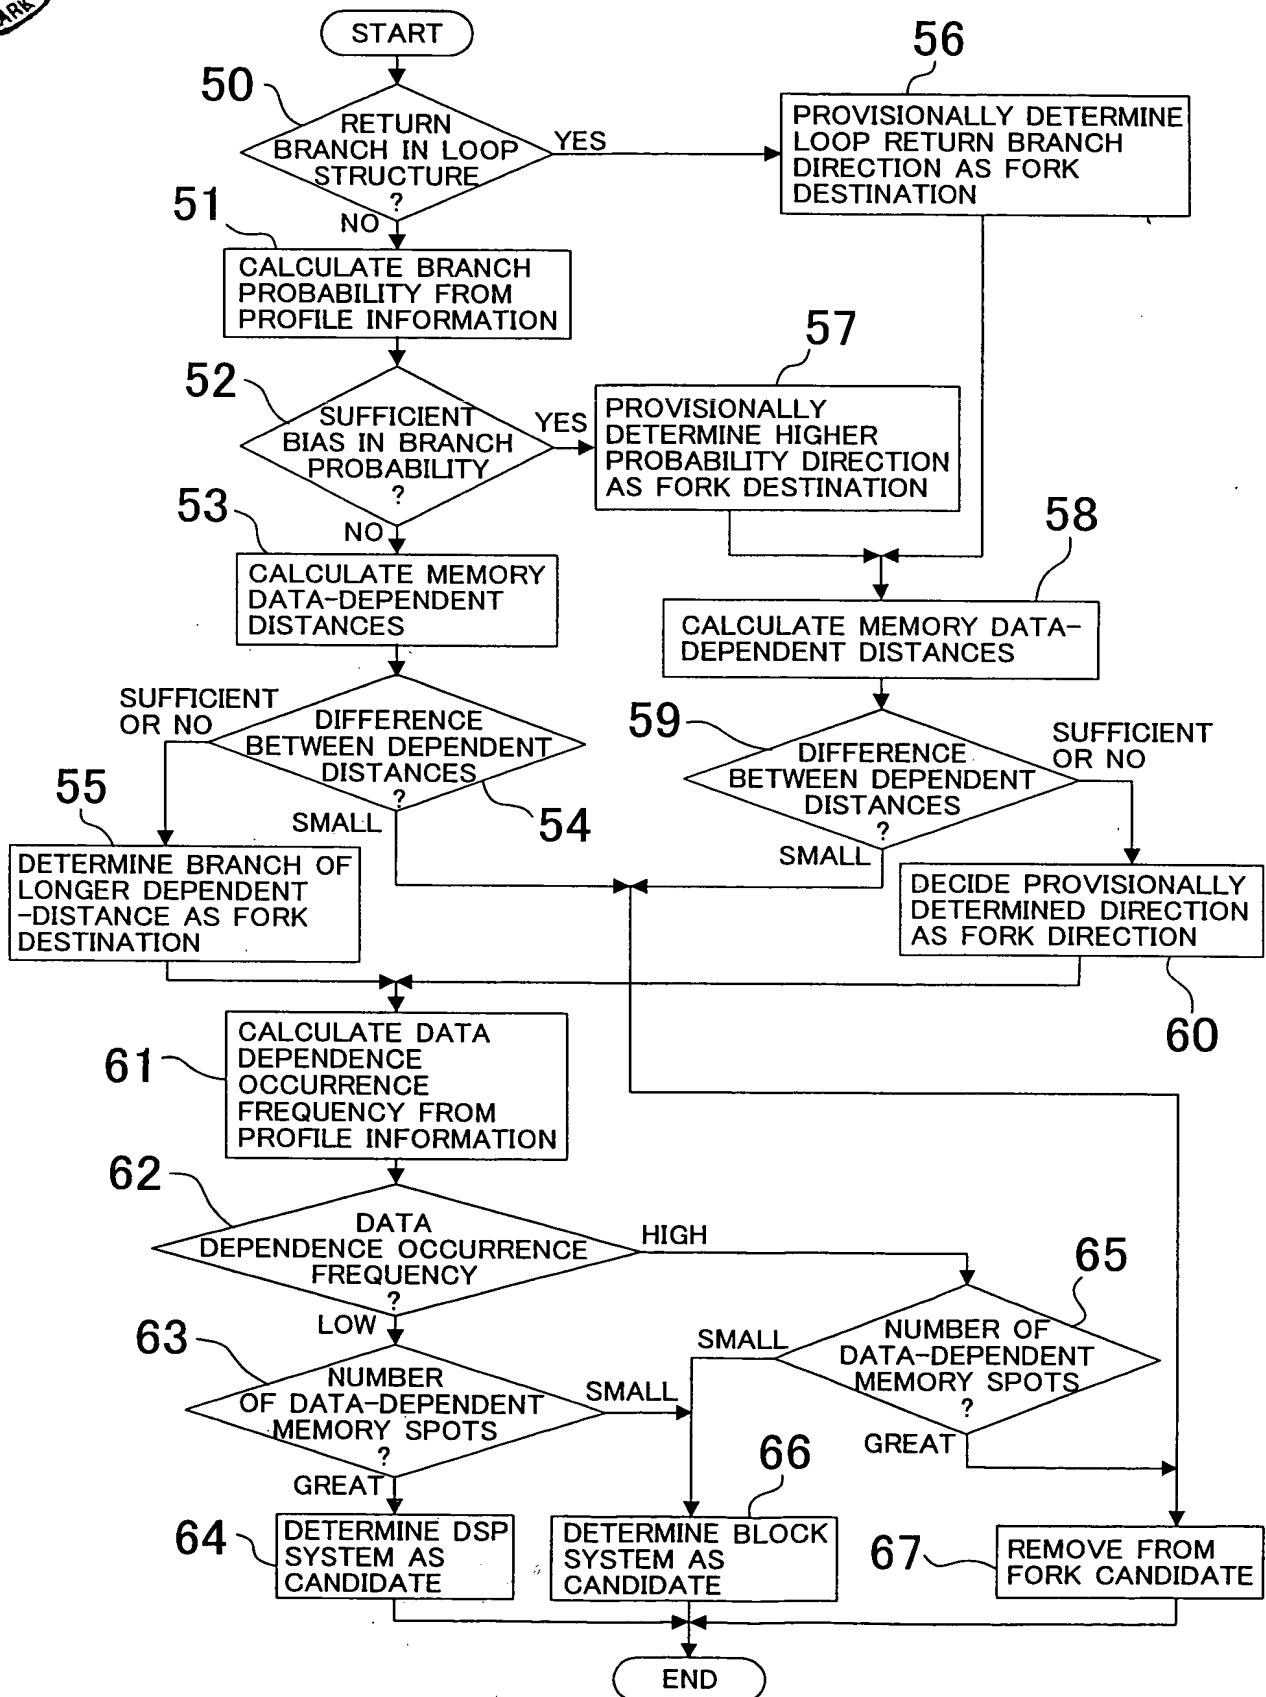 ARK
START
50
RETURN
BRANCH IN LOOP
STRUCTURE
?
YES
NO
56
PROVISIONALLY DETERMINE
LOOP RETURN BRANCH
DIRECTION AS FORK
DESTINATION
51
CALCULATE BRANCH
PROBABILITY FROM
PROFILE INFORMATION
52
SUFFICIENT
BIAS IN BRANCH
PROBABILITY
?
YES
NO
57
PROVISIONALLY
DETERMINE HIGHER
PROBABILITY DIRECTION
AS FORK DESTINATION
53
CALCULATE MEMORY
DATA-DEPENDENT
DISTANCES
58
CALCULATE MEMORY DATA-
DEPENDENT DISTANCES
SUFFICIENT
OR NO
DIFFERENCE
BETWEEN DEPENDENT
DISTANCES
?
54
SMALL
59
DIFFERENCE
BETWEEN DEPENDENT
DISTANCES
?
SUFFICIENT
OR NO
SMALL
55
DETERMINE BRANCH OF
LONGER DEPENDENT
-DISTANCE AS FORK
DESTINATION
DECIDE PROVISIONALLY
DETERMINED DIRECTION
AS FORK DIRECTION
60
61
CALCULATE DATA
DEPENDENCE
OCCURRENCE
FREQUENCY FROM
PROFILE INFORMATION
62
DATA
DEPENDENCE OCCURRENCE
FREQUENCY
?
HIGH
LOW
63
NUMBER
OF DATA-DEPENDENT
MEMORY SPOTS
?
SMALL
GREAT
65
NUMBER OF
DATA-DEPENDENT
MEMORY SPOTS
?
SMALL
GREAT
64
DETERMINE DSP
SYSTEM AS
CANDIDATE
66
DETERMINE BLOCK
SYSTEM AS
CANDIDATE
67
REMOVE FROM
FORK CANDIDATE
END